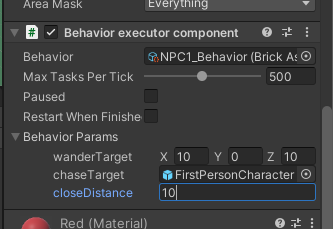 Area Mask Everything
# Behavior executor component
Behavior NPC1_Behavior (Brick As
Max Tasks Per Tick 500
Paused
Restart When Finishe
Behavior Params
wanderTarget X 10 Y 0 Z 10
chaseTarget FirstPersonCharacter
closeDistance 10
Red (Material)